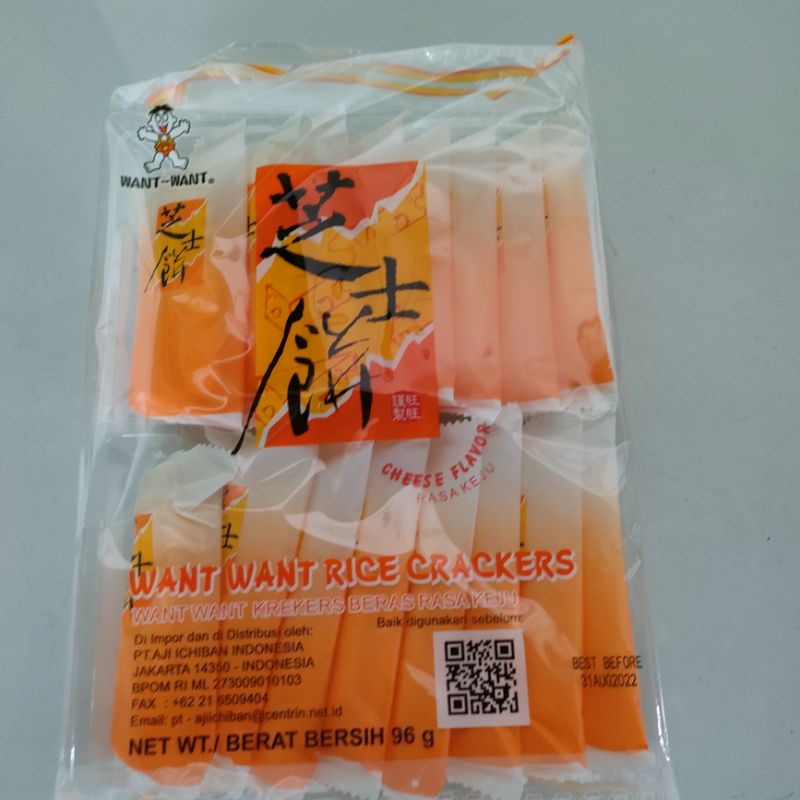 WANT-WANT®
芝士餅
芝士餅
謹製 旺旺
CHEESE FLAVOR
RASA KEJU
WANT WANT RICE CRACKERS
WANT WANT KREKERS BERAS RASA KEJU
Di Impor dan di Distribusi oleh:
Baik digunakan sebelum:
PT.AJI ICHIBAN INDONESIA
JAKARTA 14350 - INDONESIA
BPOM RI ML 273009010103
FAX : +62 21 6509404
Email: pt - ajiichiban@centrin.net.id
BEST BEFORE
31AUG2022
NET WT./ BERAT BERSIH 96 g